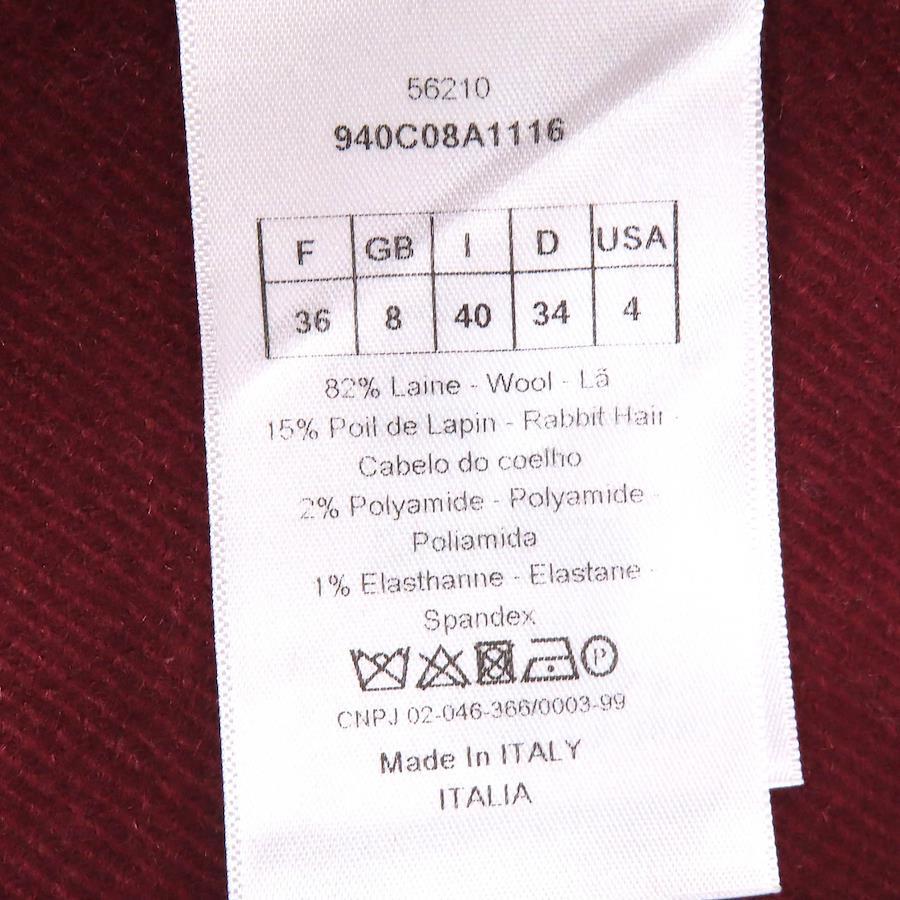 56210
940C08A1116
F GB I D USA
36 8 40 34 4
82% Laine - Wool - Lã
15% Poil de Lapin - Rabbit Hair -
Cabelo do coelho
2% Polyamide - Polyamide -
Poliamida
1% Elasthanne - Elastane -
Spandex
P
CNPJ 02-046-366/0003-99
Made In ITALY
ITALIA